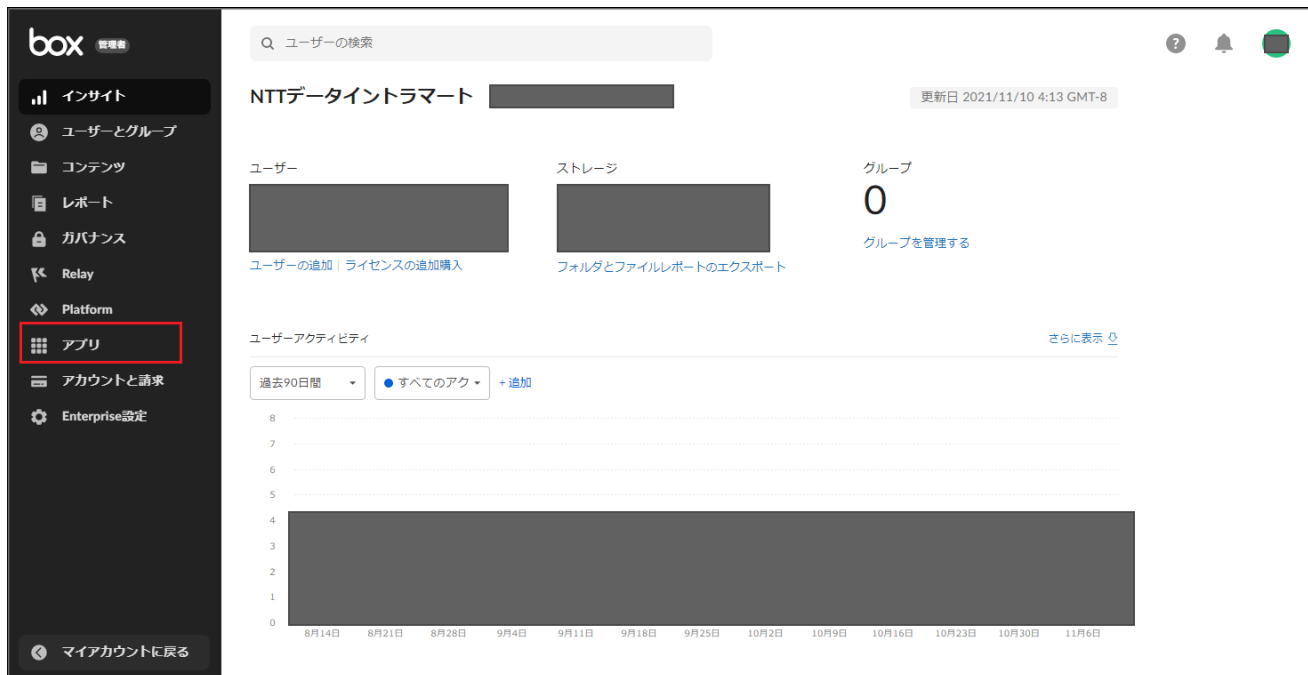 box 管理者
インサイト
ユーザーとグループ
コンテンツ
レポート
ガバナンス
Relay
Platform
アプリ
アカウントと請求
Enterprise設定
マイアカウントに戻る
ユーザーの検索
?
NTTデータイントラマート
更新日 2021/11/10 4:13 GMT-8
ユーザー
ユーザーの追加 | ライセンスの追加購入
ストレージ
フォルダとファイルレポートのエクスポート
グループ
0
グループを管理する
ユーザーアクティビティ
さらに表示
過去90日間
すべてのアク
+ 追加
8
7
6
5
4
3
2
1
0
8月14日 8月21日 8月28日 9月4日 9月11日 9月18日 9月25日 10月2日 10月9日 10月16日 10月23日 10月30日 11月6日